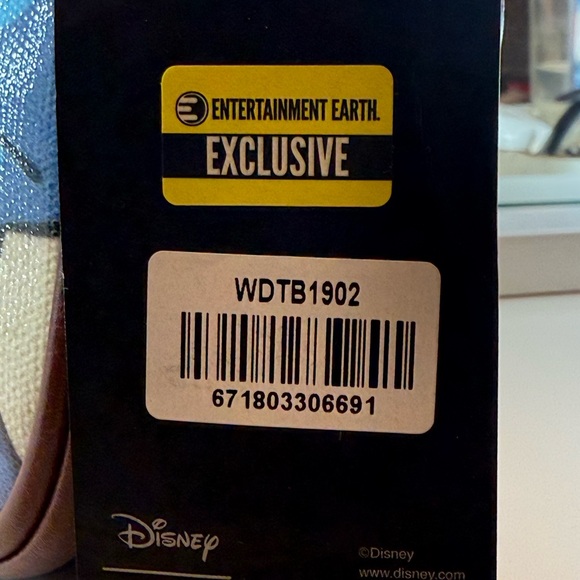 ENTERTAINMENT EARTH.
EXCLUSIVE
WDTB1902
671803306691
Disney
©Disney
www.disney.com